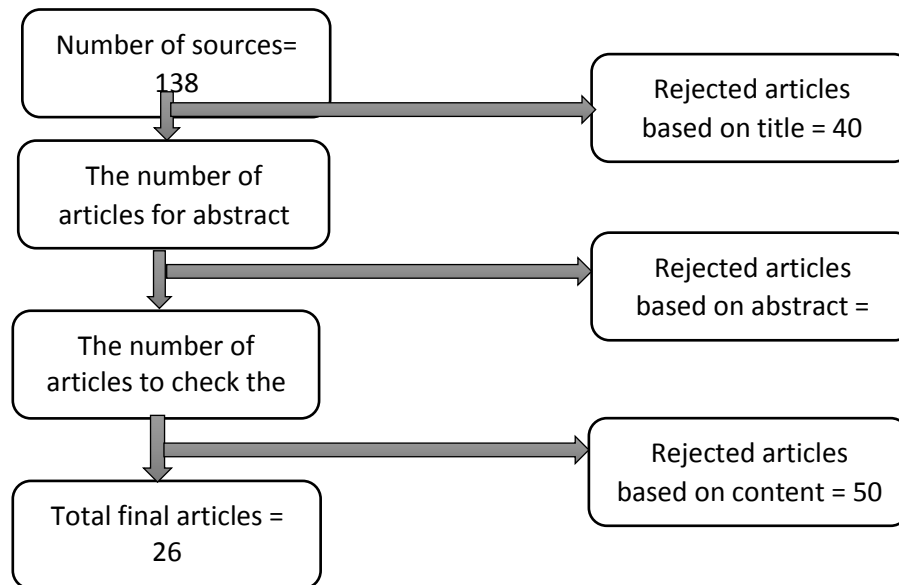 Number of sources=
138
Rejected articles
based on title = 40
The number of
articles for abstract
Rejected articles
based on abstract =
The number of
articles to check the
Rejected articles
based on content = 50
Total final articles =
26